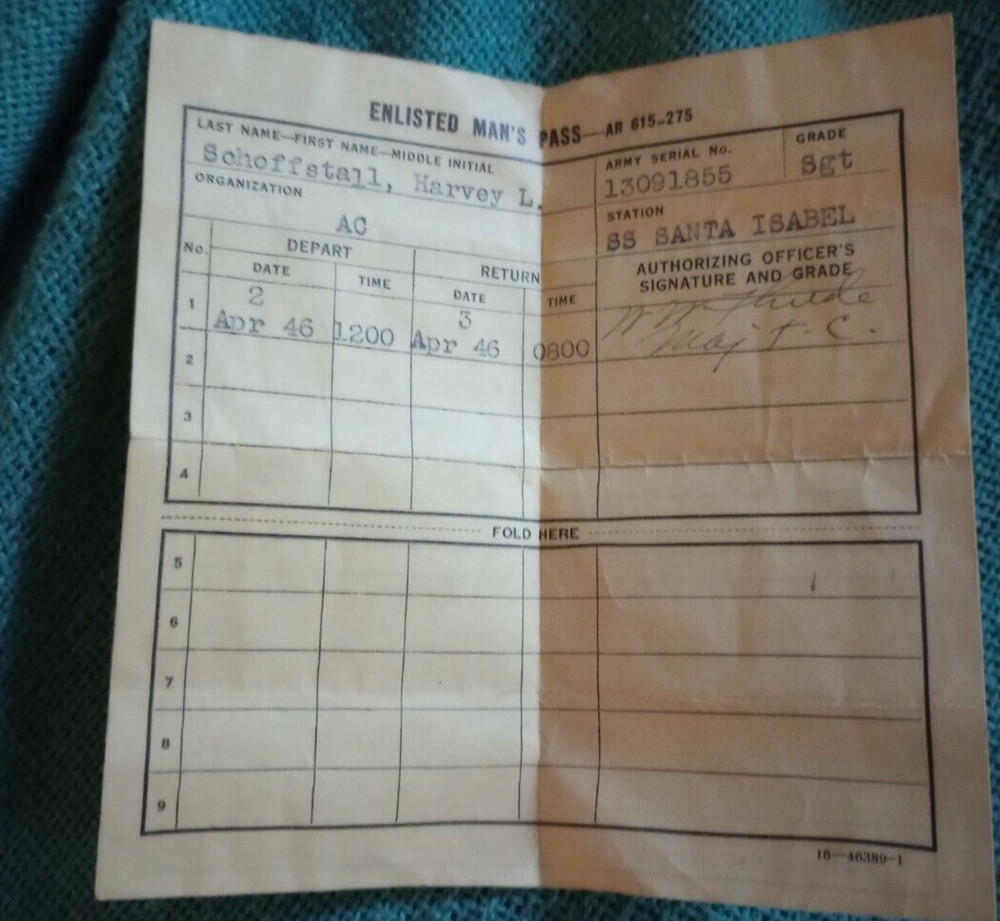 ENLISTED MAN'S PASS—AR 615-275
LAST NAME—FIRST NAME—MIDDLE INITIAL
Schoffstall, Harvey L.
ARMY SERIAL No.
13091855
GRADE
Sgt
ORGANIZATION
AC
STATION
SS SANTA ISABEL
No.
DEPART
RETURN
AUTHORIZING OFFICER'S
SIGNATURE AND GRADE
DATE
TIME
DATE
TIME
1
2
Apr 46
1200
3
Apr 46
0800
Maj T. C.
2
3
4
FOLD HERE
5
6
7
8
9
16—46389-1